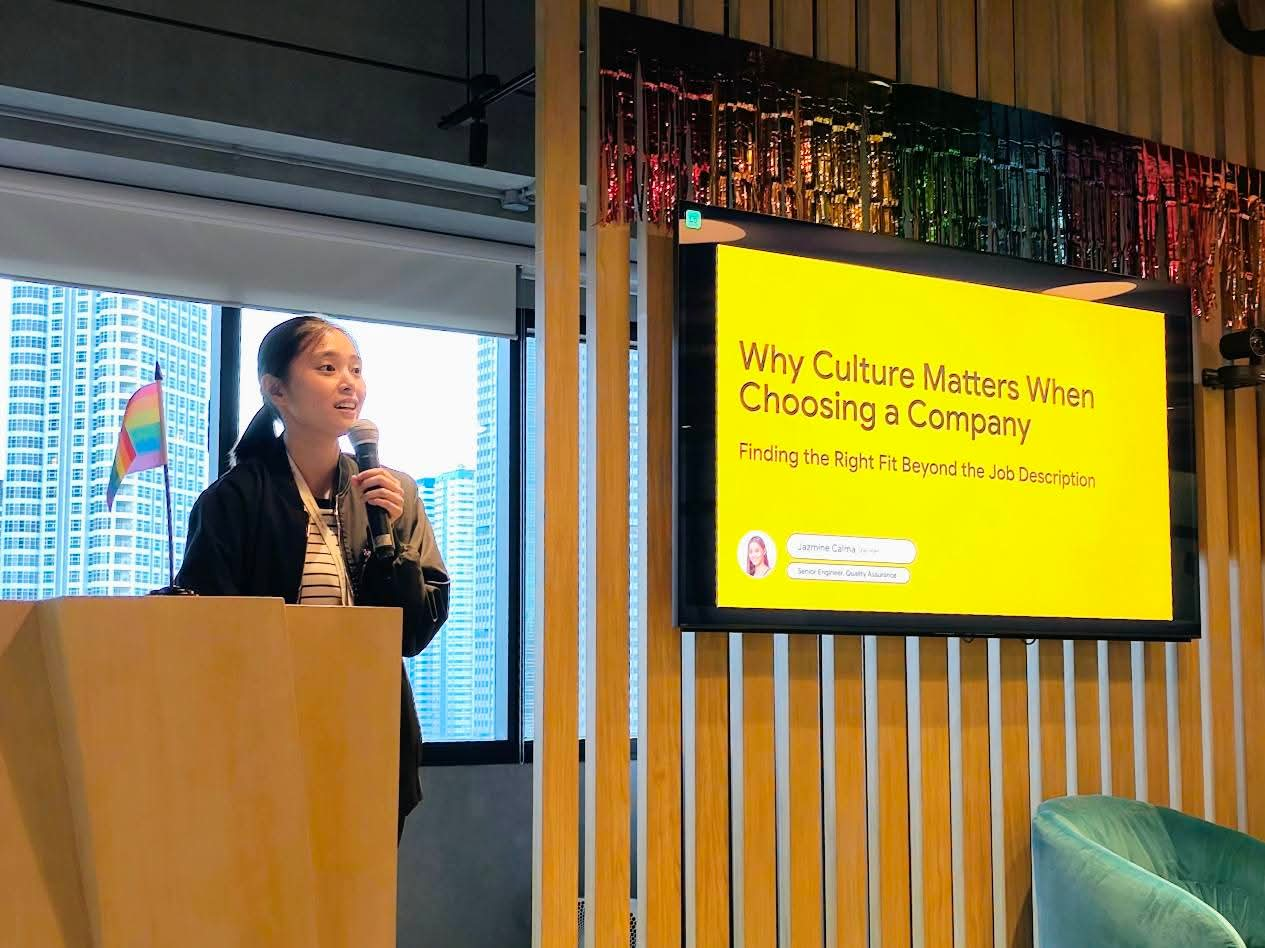 Why Culture Matters When
Choosing a Company
Finding the Right Fit Beyond the Job Description
Jazmine Calma
Senior Engineer, Quality Assurance